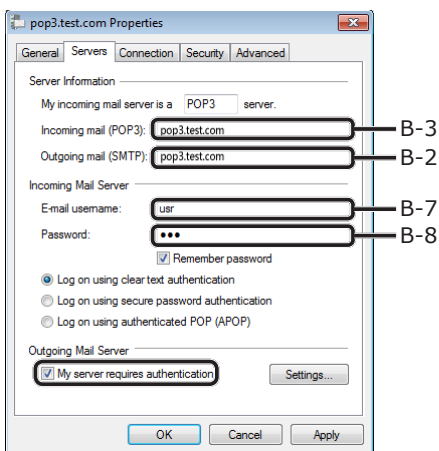 pop3.test.com Properties
General Servers Connection Security Advanced
Server Information
My incoming mail server is a POP3 server.
Incoming mail (POP3): pop3.test.com B-3
Outgoing mail (SMTP): pop3.test.com B-2
Incoming Mail Server
E-mail username: usr B-7
Password: ●●● B-8
Remember password
Log on using clear text authentication
Log on using secure password authentication
Log on using authenticated POP (APOP)
Outgoing Mail Server
My server requires authentication Settings...
OK Cancel Apply